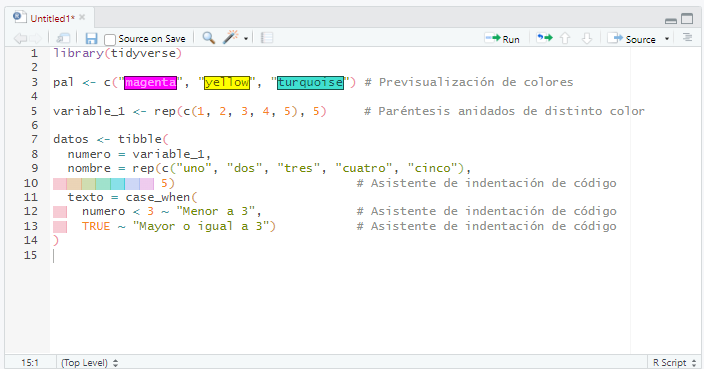 Untitled1*
Source on Save
Run
Source
1 library(tidyverse)
2
3 pal <- c("magenta", "yellow", "turquoise") # Previsualización de colores
4
5 variable_1 <- rep(c(1, 2, 3, 4, 5), 5) # Paréntesis anidados de distinto color
6
7 datos <- tibble(
8 numero = variable_1,
9 nombre = rep(c("uno", "dos", "tres", "cuatro", "cinco"),
10 5) # Asistente de indentación de código
11 texto = case_when(
12 numero < 3 ~ "Menor a 3", # Asistente de indentación de código
13 TRUE ~ "Mayor o igual a 3") # Asistente de indentación de código
14 )
15
15:1 (Top Level) R Script